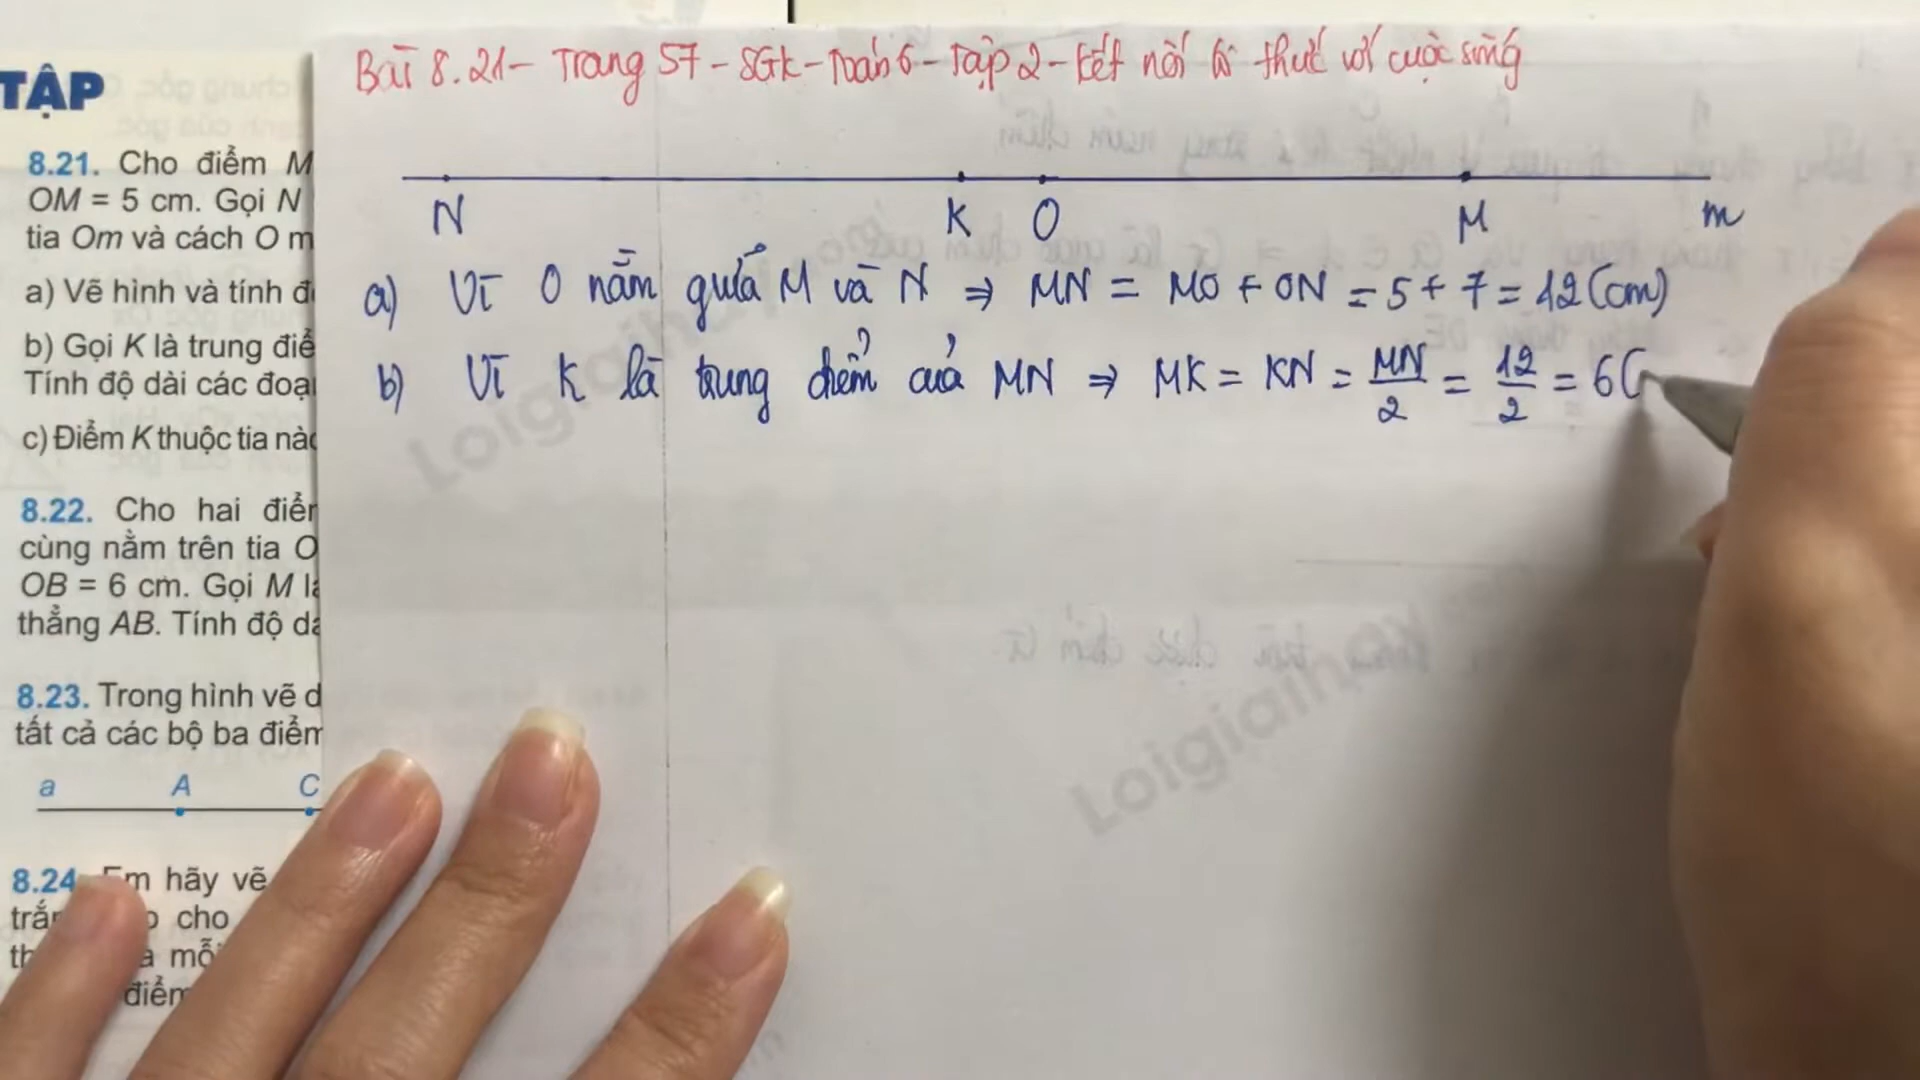 TẬP
8.21. Cho điểm M
OM = 5 cm. Gọi N
tia Om và cách O m
a) Vẽ hình và tính đ
b) Gọi K là trung điể
Tính độ dài các đoạ
c) Điểm K thuộc tia nà
8.22. Cho hai điể
cùng nằm trên tia O
OB = 6 cm. Gọi M l
thẳng AB. Tính độ d
8.23. Trong hình vẽ d
tất cả các bộ ba điểm
a A C
8.24. Em hãy vẽ
cho
mỗ
điểm
Bài 8.21 - Trang 57 - SGK - Toán 6 - Tập 2 - Kết nối tri thức với cuộc sống
N K O M m
a) Vì O nằm giữa M và N ⇒ MN = MO + ON = 5 + 7 = 12 (cm)
b) Vì K là trung điểm của MN ⇒ MK = KN = MN/2 = 12/2 = 6(
Loigiaihay.com
Loigiaihay.com